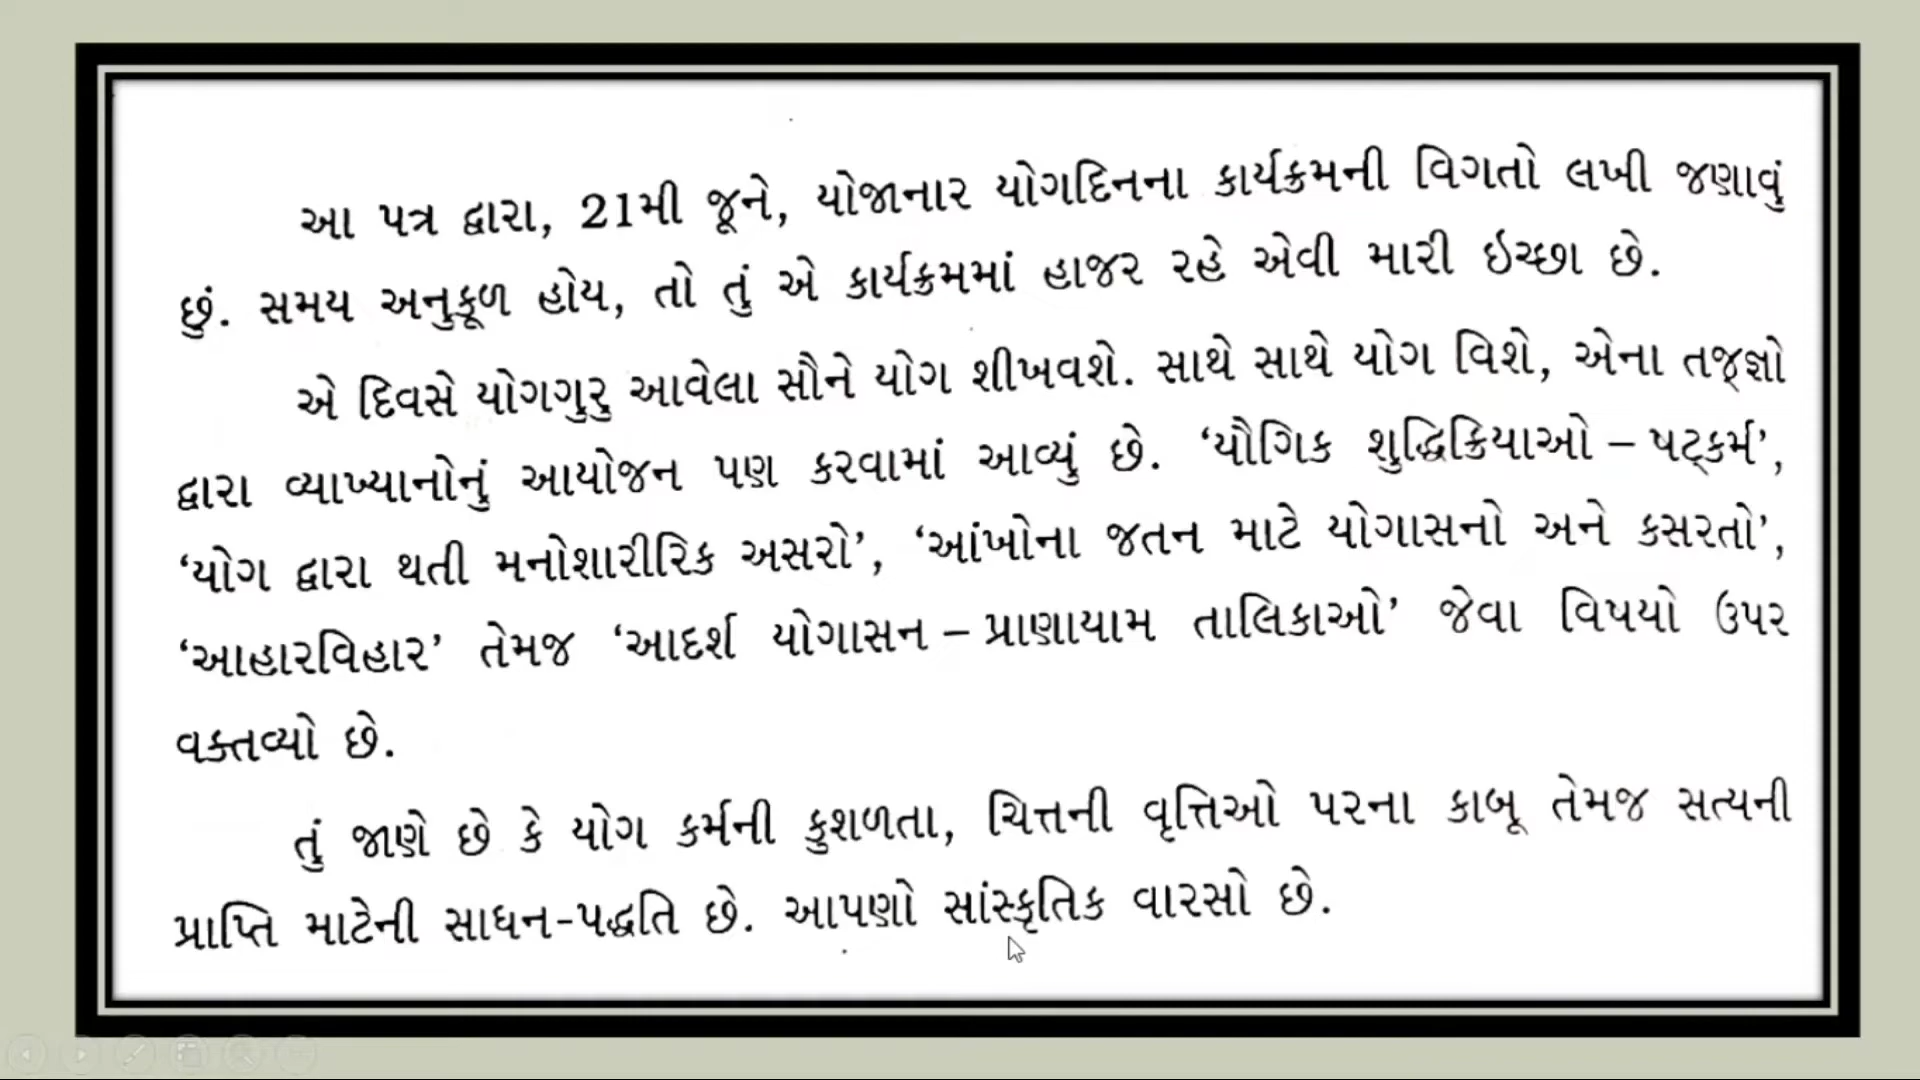 આ પત્ર દ્વારા, 21મી જૂને, યોજાનાર યોગદિનના કાર્યક્રમની વિગતો લખી જણાવું
છું. સમય અનુકૂળ હોય, તો તું એ કાર્યક્રમમાં હાજર રહે એવી મારી ઇચ્છા છે.
એ દિવસે યોગગુરુ આવેલા સૌને યોગ શીખવશે. સાથે સાથે યોગ વિશે, એના તજ્જ્ઞો
દ્વારા વ્યાખ્યાનોનું આયોજન પણ કરવામાં આવ્યું છે. ‘યૌગિક શુદ્ધિક્રિયાઓ – ષટ્કર્મ’,
‘યોગ દ્વારા થતી મનોશારીરિક અસરો’, ‘આંખોના જતન માટે યોગાસનો અને કસરતો’,
‘આહારવિહાર’ તેમજ ‘આદર્શ યોગાસન – પ્રાણાયામ તાલિકાઓ’ જેવા વિષયો ઉપર
વક્તવ્યો છે.
તું જાણે છે કે યોગ કર્મની કુશળતા, ચિત્તની વૃત્તિઓ પરના કાબૂ તેમજ સત્યની
પ્રાપ્તિ માટેની સાધન-પદ્ધતિ છે. આપણો સાંસ્કૃતિક વારસો છે.